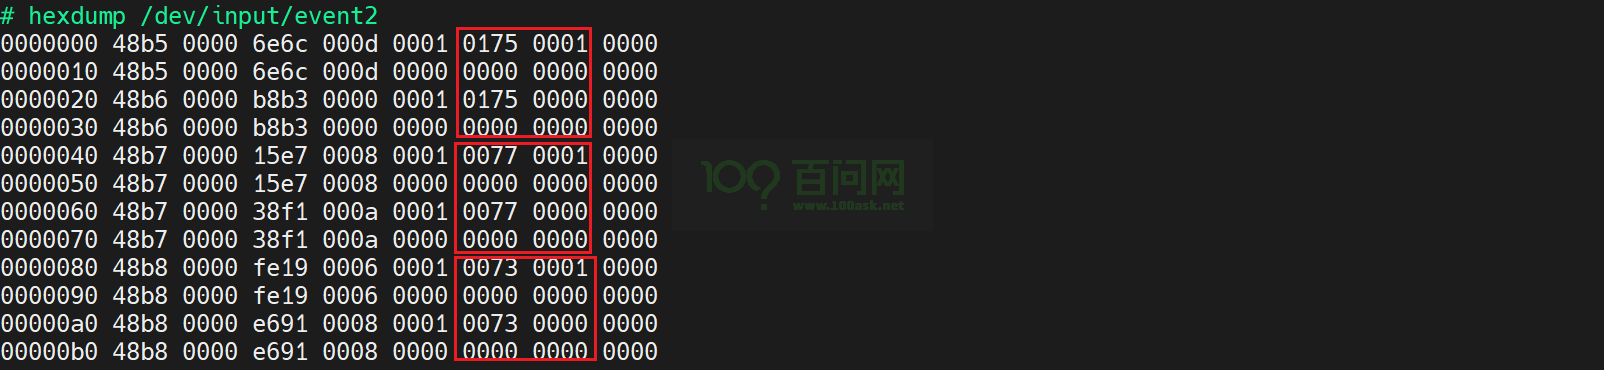 # hexdump /dev/input/event2
0000000 48b5 0000 6e6c 000d 0001 0175 0001 0000
0000010 48b5 0000 6e6c 000d 0000 0000 0000 0000
0000020 48b6 0000 b8b3 0000 0001 0175 0000 0000
0000030 48b6 0000 b8b3 0000 0000 0000 0000 0000
0000040 48b7 0000 15e7 0008 0001 0077 0001 0000
0000050 48b7 0000 15e7 0008 0000 0000 0000 0000
0000060 48b7 0000 38f1 000a 0001 0077 0000 0000
0000070 48b7 0000 38f1 000a 0000 0000 0000 0000
0000080 48b8 0000 fe19 0006 0001 0073 0001 0000
0000090 48b8 0000 fe19 0006 0000 0000 0000 0000
00000a0 48b8 0000 e691 0008 0001 0073 0000 0000
00000b0 48b8 0000 e691 0008 0000 0000 0000 0000
100 百问网
www.100ask.net